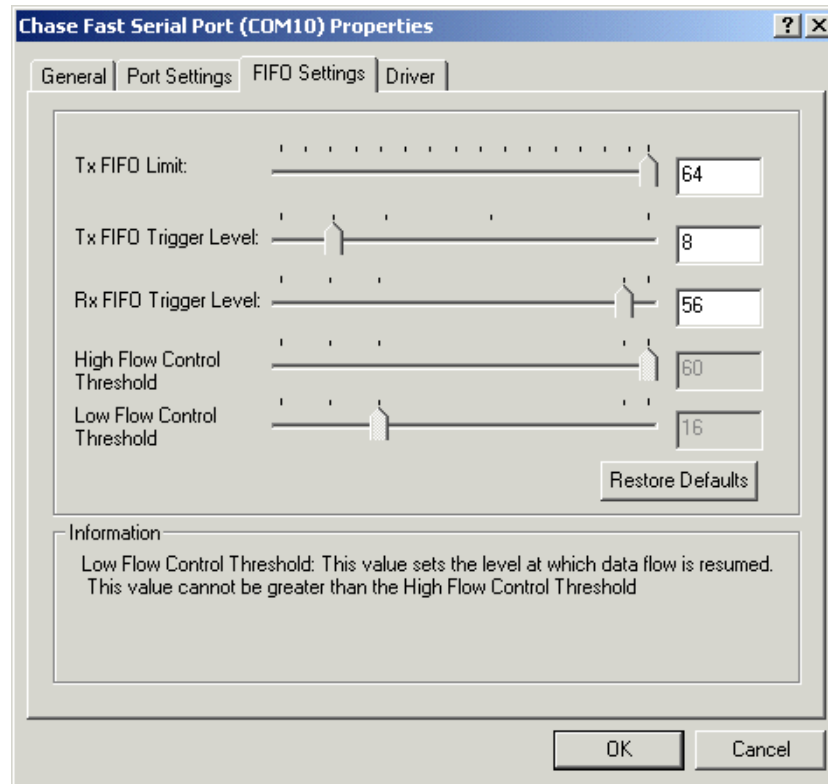 Chase Fast Serial Port (COM10) Properties
General Port Settings FIFO Settings Driver
Tx FIFO Limit: 64
Tx FIFO Trigger Level: 8
Rx FIFO Trigger Level: 56
High Flow Control
Threshold 60
Low Flow Control
Threshold 16
Restore Defaults
Information
Low Flow Control Threshold: This value sets the level at which data flow is resumed.
This value cannot be greater than the High Flow Control Threshold
OK Cancel